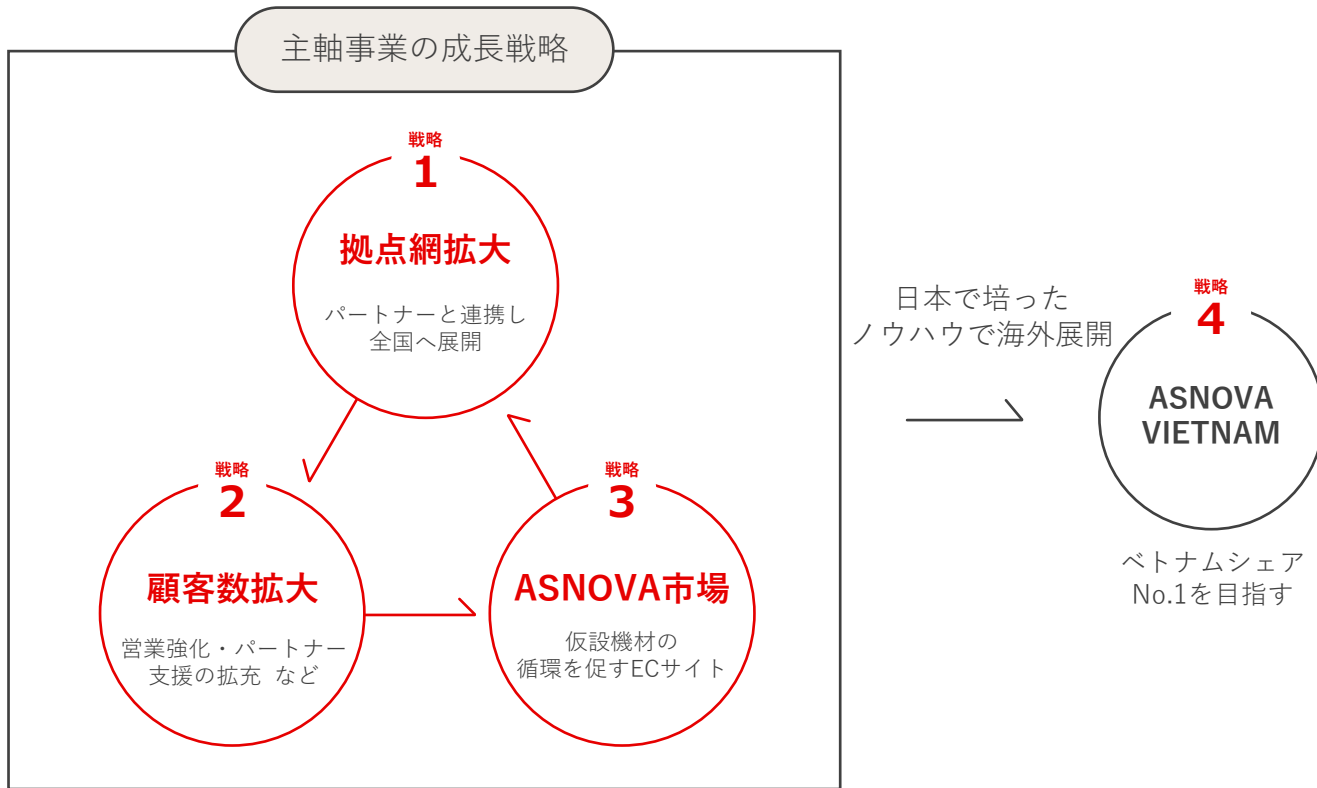 主軸事業の成長戦略
戦略
1
拠点網拡大
パートナーと連携し
全国へ展開
戦略
2
顧客数拡大
営業強化・パートナー
支援の拡充 など
戦略
3
ASNOVA市場
仮設機材の
循環を促すECサイト
日本で培った
ノウハウで海外展開
戦略
4
ASNOVA
VIETNAM
ベトナムシェア
No.1を目指す